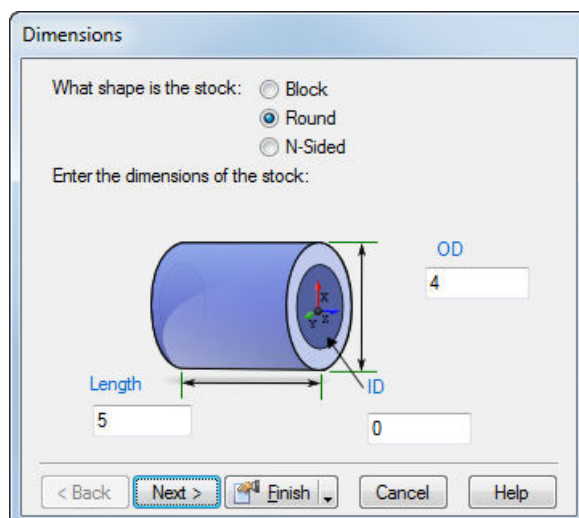 Dimensions
What shape is the stock: Block
Round
N-Sided
Enter the dimensions of the stock:
OD
4
X
Y Z
Length
5
ID
0
< Back Next > Finish Cancel Help